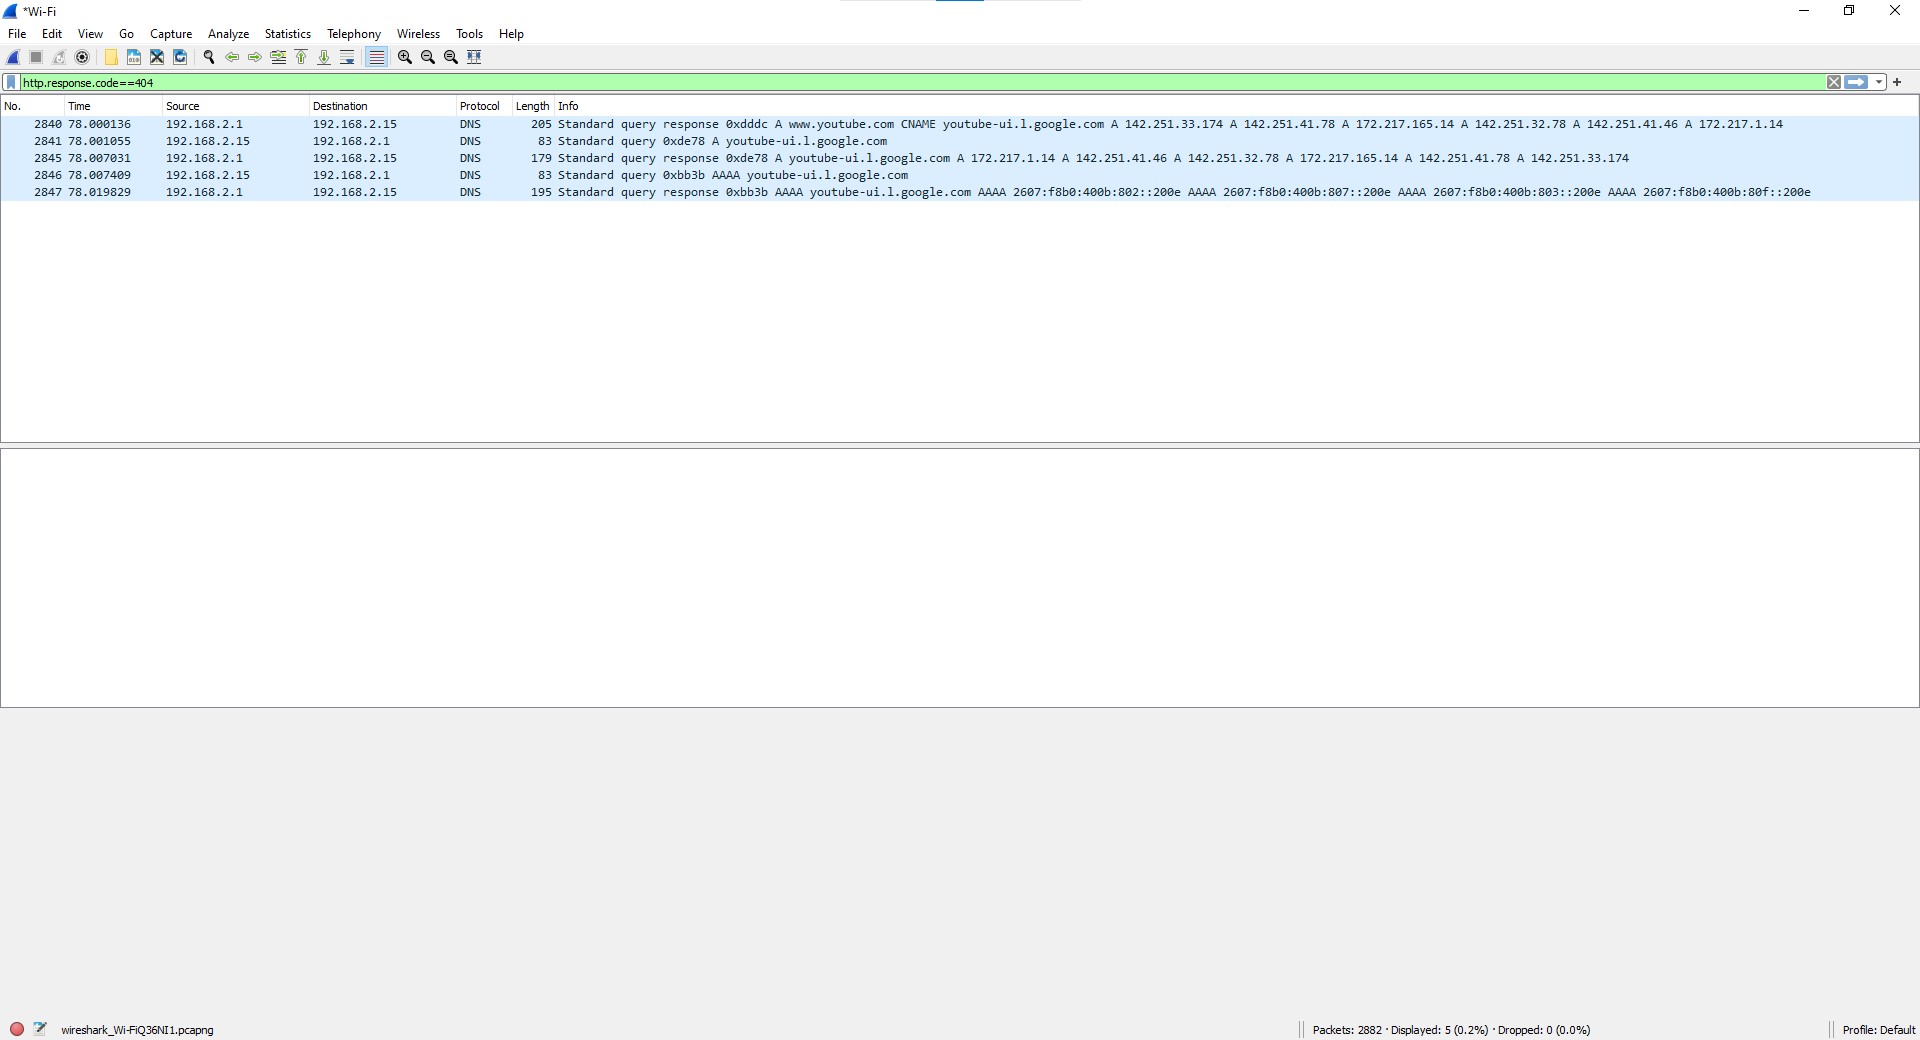 *Wi-Fi
File Edit View Go Capture Analyze Statistics Telephony Wireless Tools Help
http.response.code==404
No. Time Source Destination Protocol Length Info
2840 78.000136 192.168.2.1 192.168.2.15 DNS 205 Standard query response 0xdddc A www.youtube.com CNAME youtube-ui.l.google.com A 142.251.33.174 A 142.251.41.78 A 172.217.165.14 A 142.251.32.78 A 142.251.41.46 A 172.217.1.14
2841 78.001055 192.168.2.15 192.168.2.1 DNS 83 Standard query 0xde78 A youtube-ui.l.google.com
2845 78.007031 192.168.2.1 192.168.2.15 DNS 179 Standard query response 0xde78 A youtube-ui.l.google.com A 172.217.1.14 A 142.251.41.46 A 142.251.32.78 A 172.217.165.14 A 142.251.41.78 A 142.251.33.174
2846 78.007409 192.168.2.15 192.168.2.1 DNS 83 Standard query 0xbb3b AAAA youtube-ui.l.google.com
2847 78.019829 192.168.2.1 192.168.2.15 DNS 195 Standard query response 0xbb3b AAAA youtube-ui.l.google.com AAAA 2607:f8b0:400b:802::200e AAAA 2607:f8b0:400b:807::200e AAAA 2607:f8b0:400b:803::200e AAAA 2607:f8b0:400b:80f::200e
wireshark_Wi-FiQ36NI1.pcapng Packets: 2882 · Displayed: 5 (0.2%) · Dropped: 0 (0.0%) Profile: Default